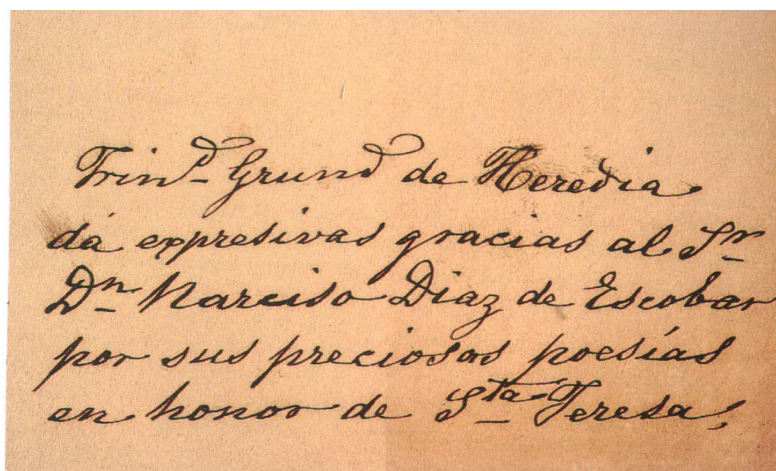 Trinᵈ Grund de Heredia
dá expresivas gracias al Sr
Dn Narciso Diaz de Escobar
por sus preciosas poesías
en honor de Sta Teresa,